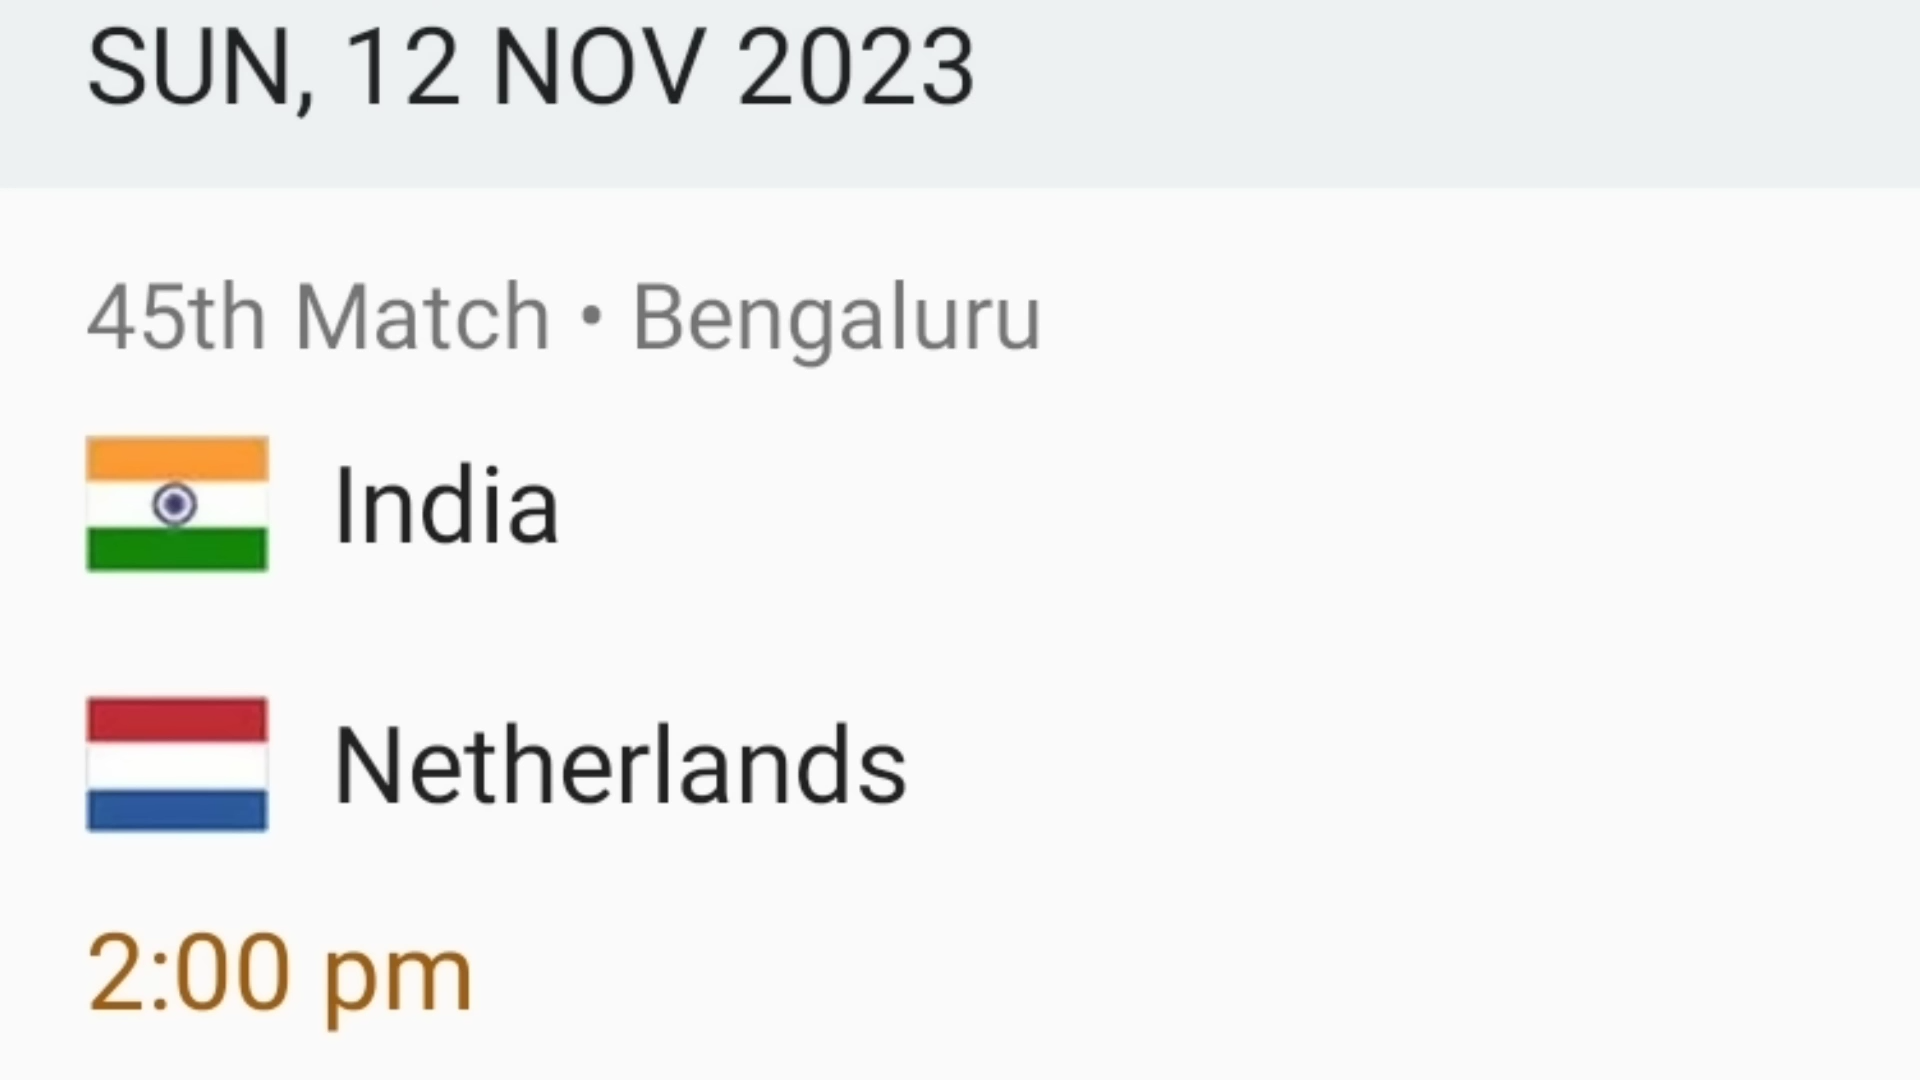 SUN, 12 NOV 2023
45th Match • Bengaluru
India
Netherlands
2:00 pm